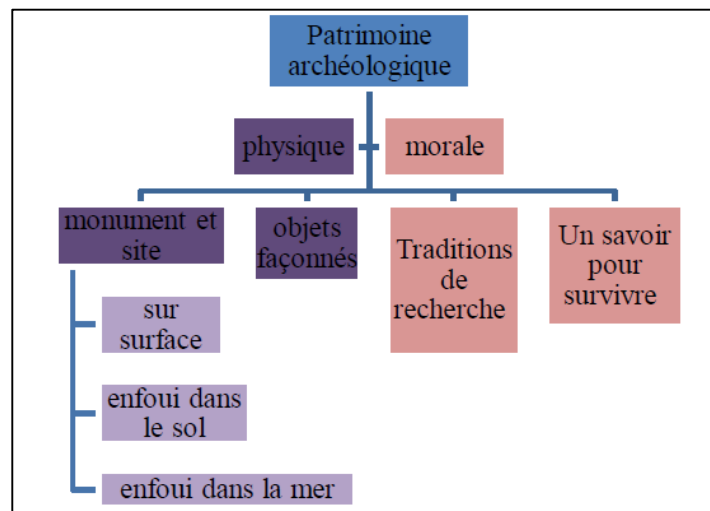 Patrimoine
archéologique
physique
morale
monument et
site
objets
façonnés
Traditions
de
recherche
Un savoir
pour
survivre
sur
surface
enfoui dans
le sol
enfoui dans la mer